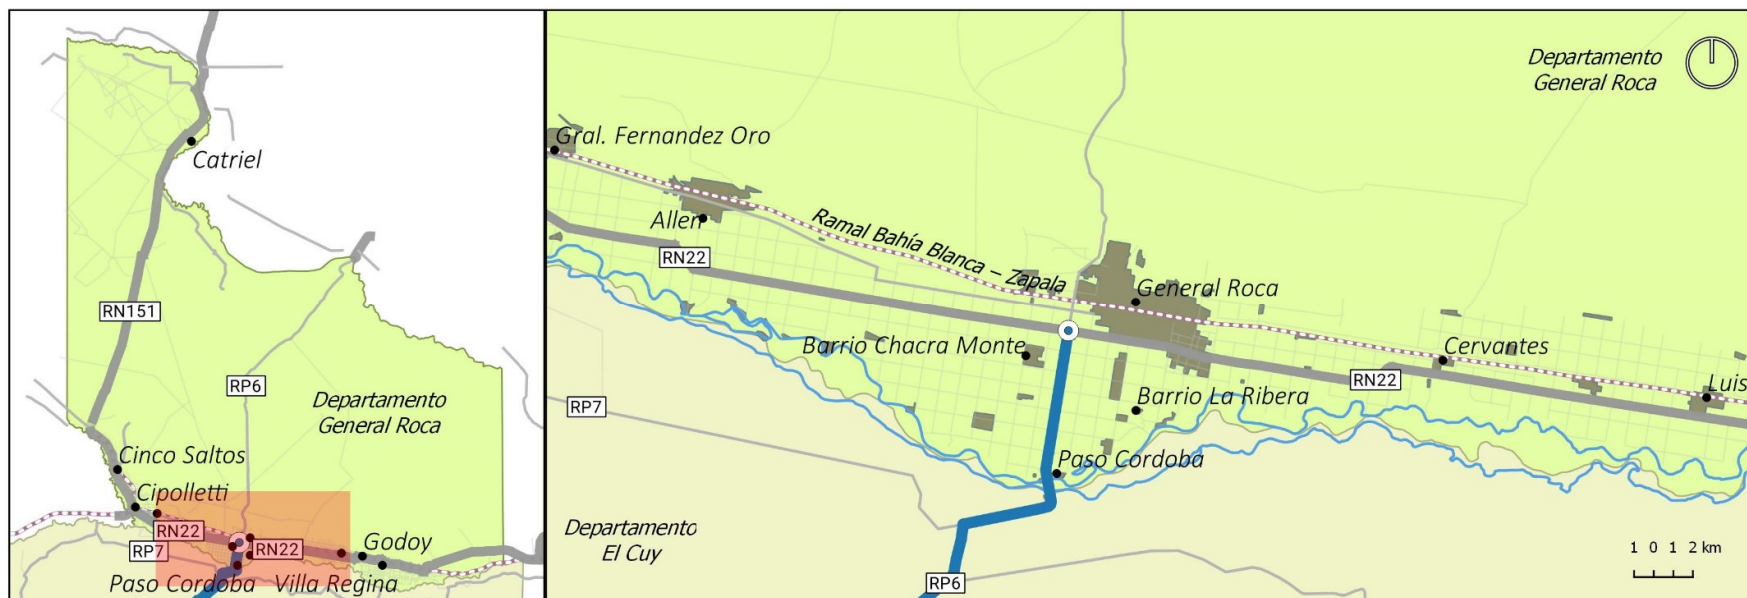 Catriel
RN151
RP6
Departamento
General Roca
Cinco Saltos
Cipolletti
RN22
RP7
RN22
Godoy
Paso Cordoba
Villa Regina
Departamento
General Roca
Gral. Fernandez Oro
Allen
Ramal Bahía Blanca – Zapala
RN22
General Roca
Barrio Chacra Monte
Cervantes
RN22
Luis
RP7
Barrio La Ribera
Paso Cordoba
Departamento
El Cuy
RP6
1 0 1 2 km